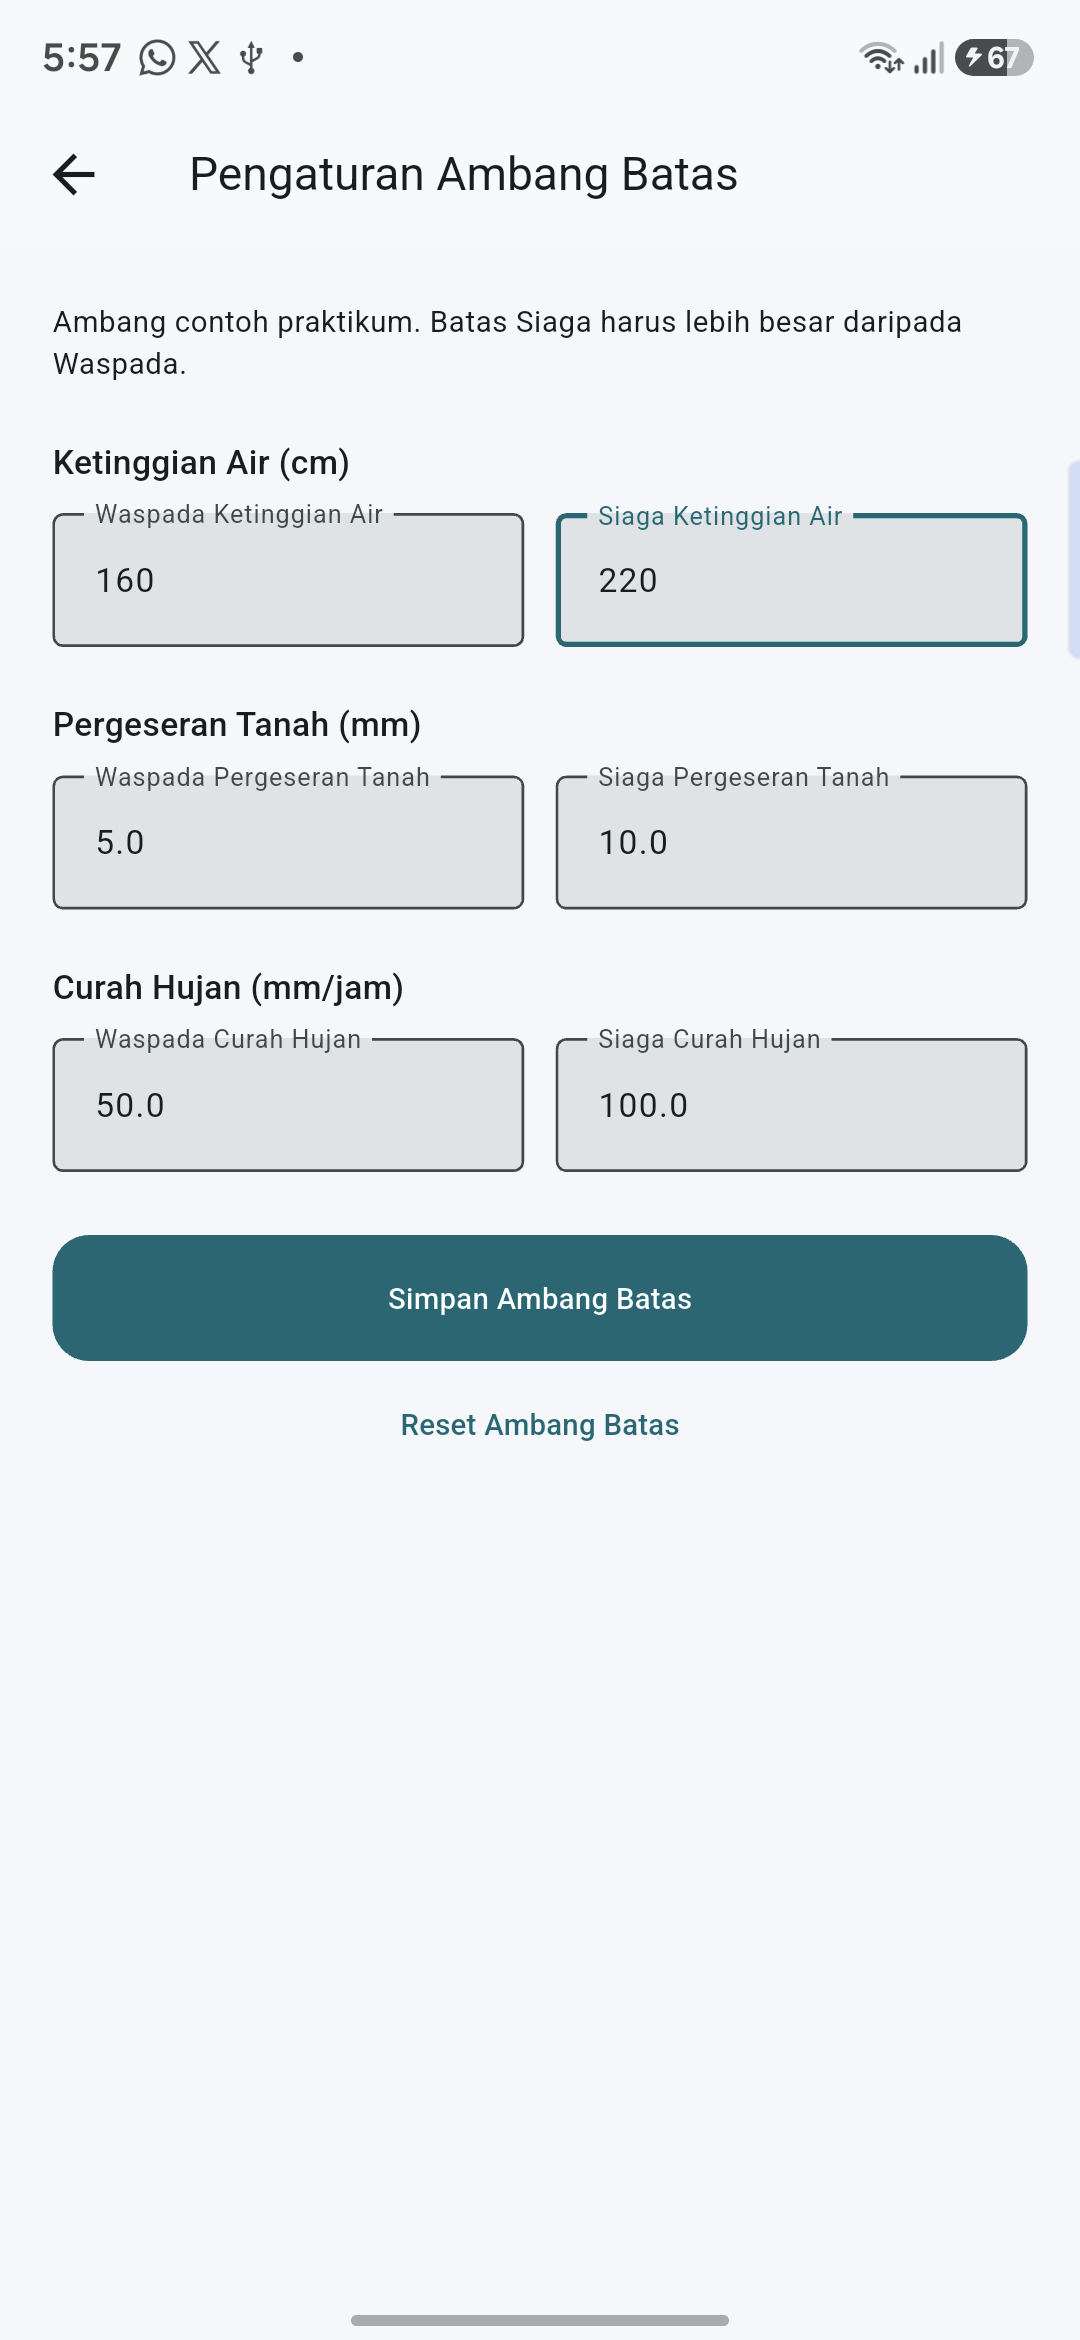 5:57
67
Pengaturan Ambang Batas
Ambang contoh praktikum. Batas Siaga harus lebih besar daripada
Waspada.
Ketinggian Air (cm)
Waspada Ketinggian Air
160
Siaga Ketinggian Air
220
Pergeseran Tanah (mm)
Waspada Pergeseran Tanah
5.0
Siaga Pergeseran Tanah
10.0
Curah Hujan (mm/jam)
Waspada Curah Hujan
50.0
Siaga Curah Hujan
100.0
Simpan Ambang Batas
Reset Ambang Batas